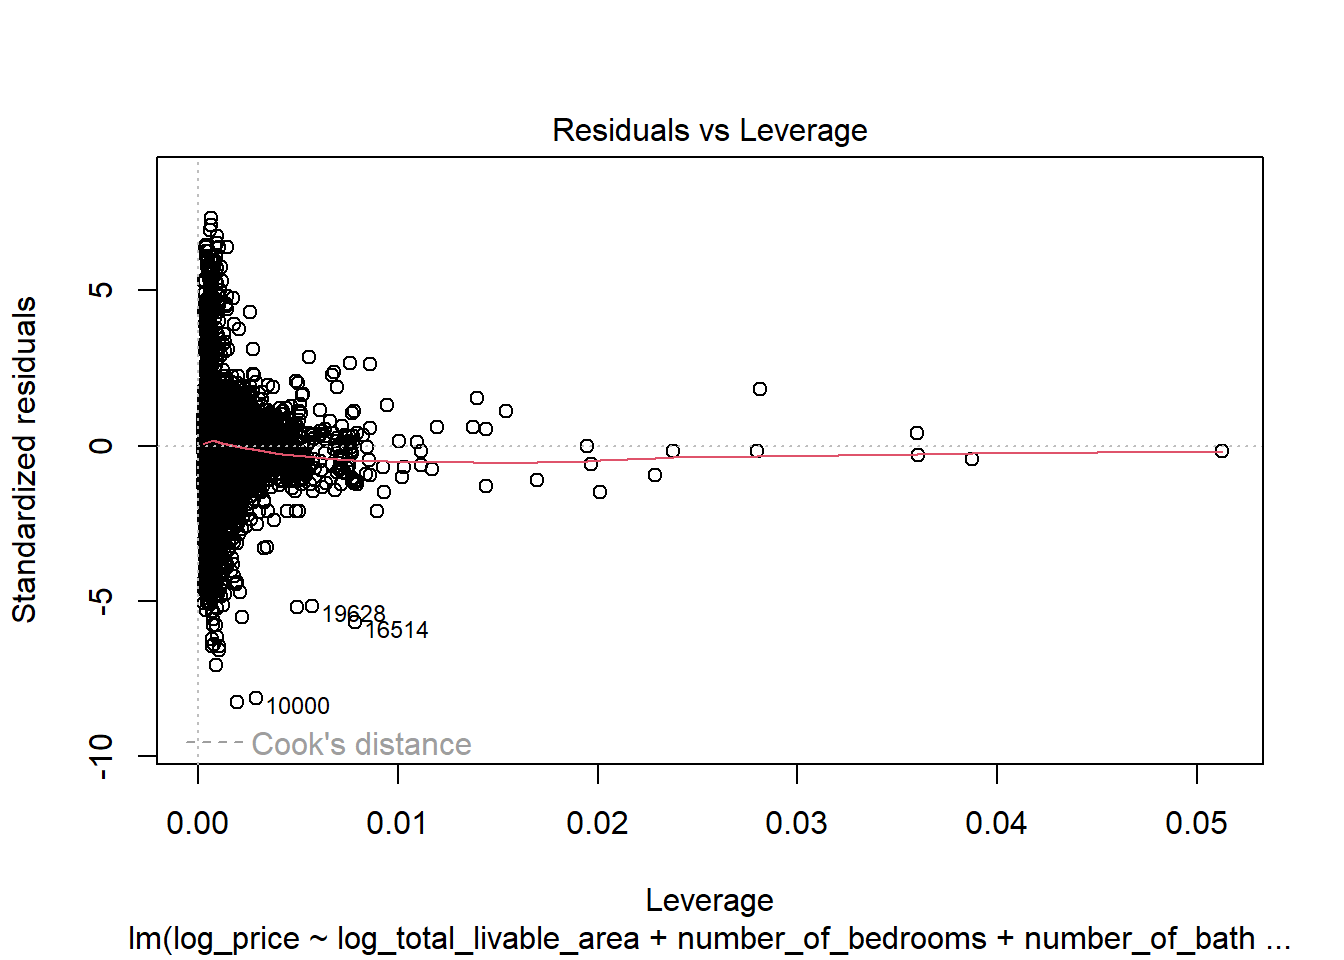 Residuals vs Leverage
Standardized residuals
5
0
-5
-10
19628
16514
10000
Cook's distance
0.00 0.01 0.02 0.03 0.04 0.05
Leverage
lm(log_price ~ log_total_livable_area + number_of_bedrooms + number_of_bath ...